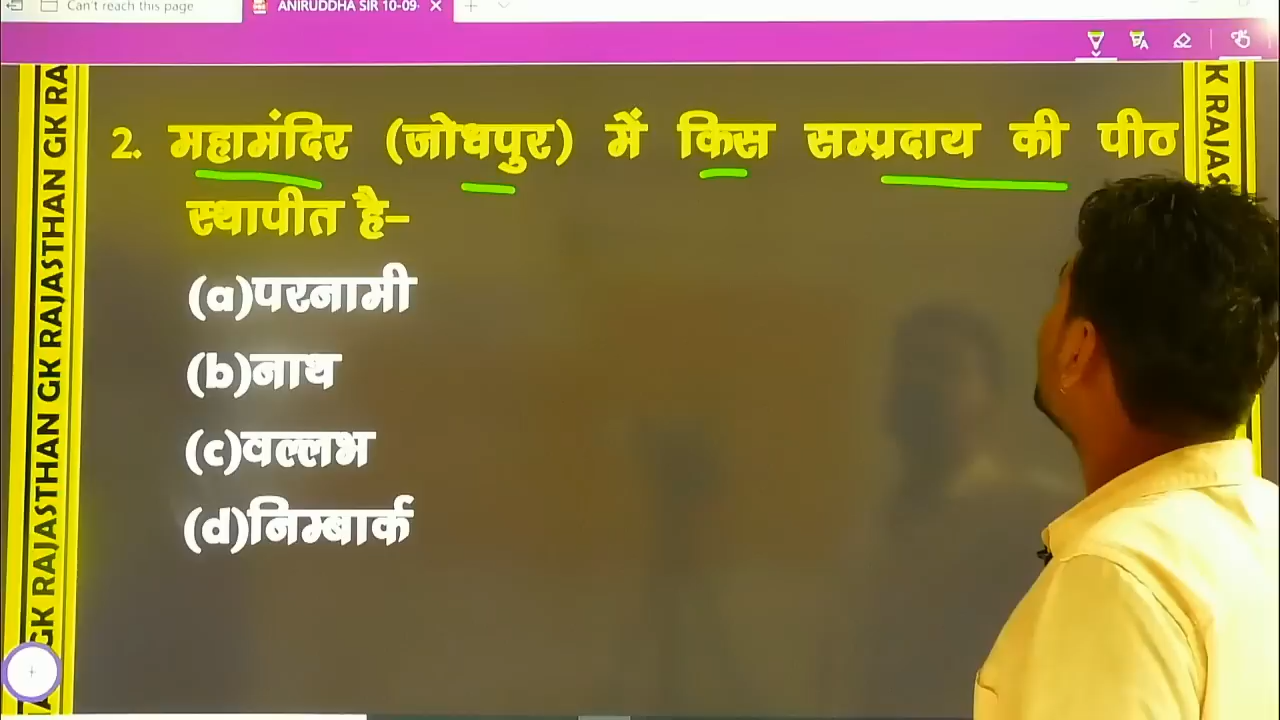 Can't reach this page
ANIRUDDHA SIR 10-09-
2. महामंदिर (जोधपुर) में किस सम्प्रदाय की पीठ
स्थापीत है-
(a)परनामी
(b)नाथ
(c)वल्लभ
(d)निम्बार्क
GK RAJASTHAN GK RAJASTHAN GK RA
K RAJAS